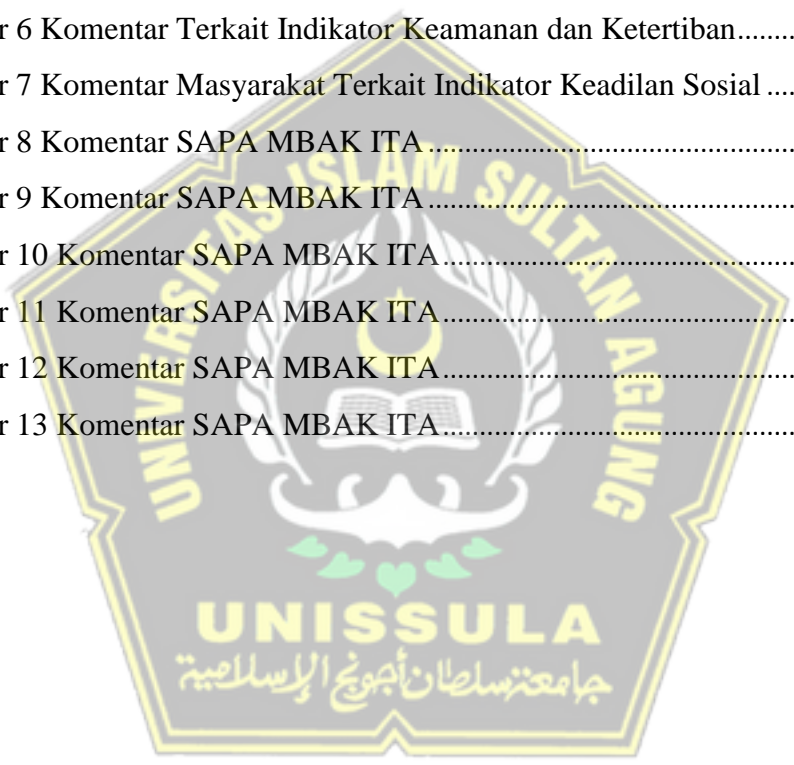 r 6 Komentar Terkait Indikator Keamanan dan Ketertiban........
r 7 Komentar Masyarakat Terkait Indikator Keadilan Sosial ....
r 8 Komentar SAPA MBAK ITA ................................................
r 9 Komentar SAPA MBAK ITA ................................................
r 10 Komentar SAPA MBAK ITA..............................................
r 11 Komentar SAPA MBAK ITA..............................................
r 12 Komentar SAPA MBAK ITA..............................................
r 13 Komentar SAPA MBAK ITA..............................................
UNIVERSITAS ISLAM SULTAN AGUNG
UNISSULA
جامعتنسلطان أجونج الإسلامية